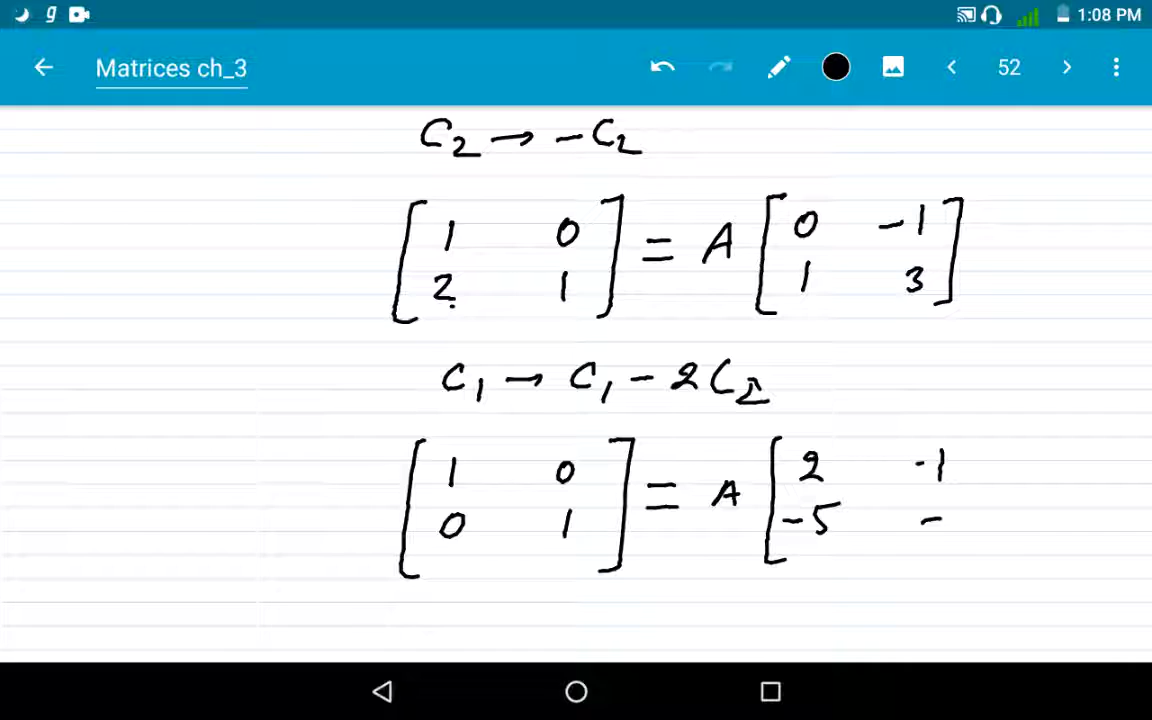 g 1:08 PM
Matrices ch_3 52
C2 → -C2
[1 0 = A [0 -1
2 1] 1 3]
C1 → C1 - 2C2
[1 0 = A [2 -1
0 1] -5 -